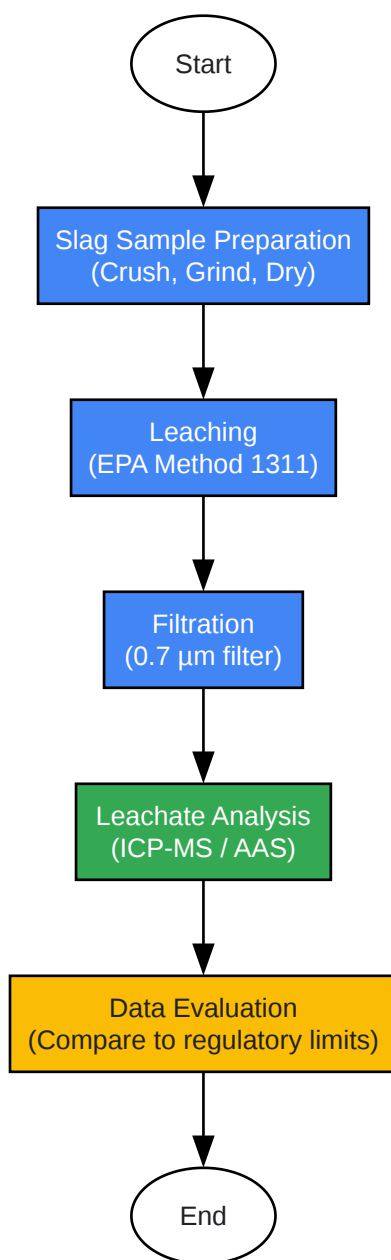 Start
Slag Sample Preparation
(Crush, Grind, Dry)
Leaching
(EPA Method 1311)
Filtration
(0.7 µm filter)
Leachate Analysis
(ICP-MS / AAS)
Data Evaluation
(Compare to regulatory limits)
End